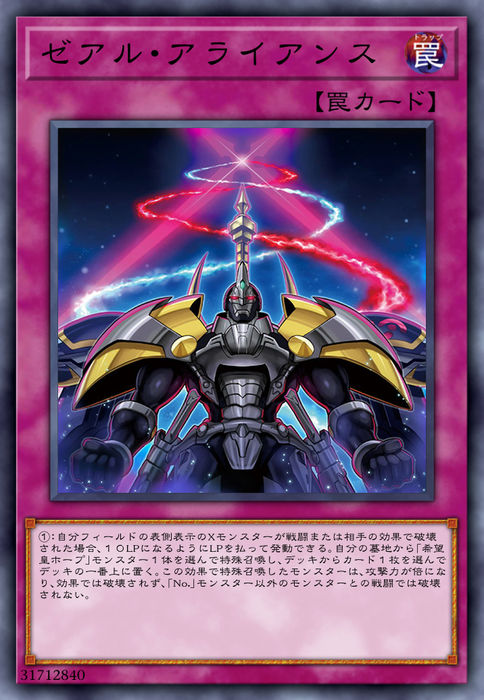 ゼアル・アライアンス
トラップ
罠
【罠カード】
①:自分フィールドの表側表示のXモンスターが戦闘または相手の効果で破壊
された場合、10LPになるようにLPを払って発動できる。自分の墓地から「希望
皇ホープ」モンスター1体を選んで特殊召喚し、デッキからカード1枚を選んで
デッキの一番上に置く。この効果で特殊召喚したモンスターは、攻撃力が倍にな
り、効果では破壊されず、「No.」モンスター以外のモンスターとの戦闘では破壊
されない。
31712840